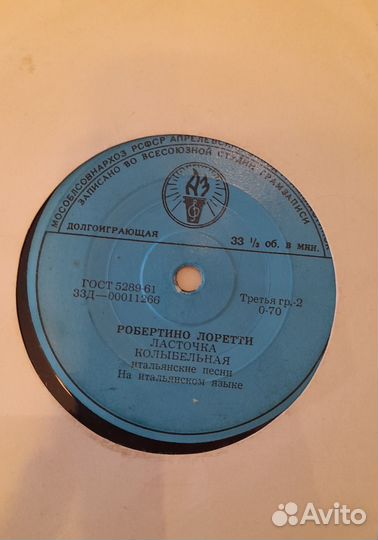 МОСОБЛСОВНАРХОЗ РСФСР АПРЕЛЕВСКИЙ
ЗАПИСАНО ВО ВСЕСОЮЗНОЙ СТУДИИ ГРАМЗАПИСИ
АЗ
ДОЛГОИГРАЮЩАЯ
33 ⅓ об. в мин.
ГОСТ 5289-61
33Д—00011266
Третья гр.-2
0-70
РОБЕРТИНО ЛОРЕТТИ
ЛАСТОЧКА
КОЛЫБЕЛЬНАЯ
итальянские песни
На итальянском языке
Avito